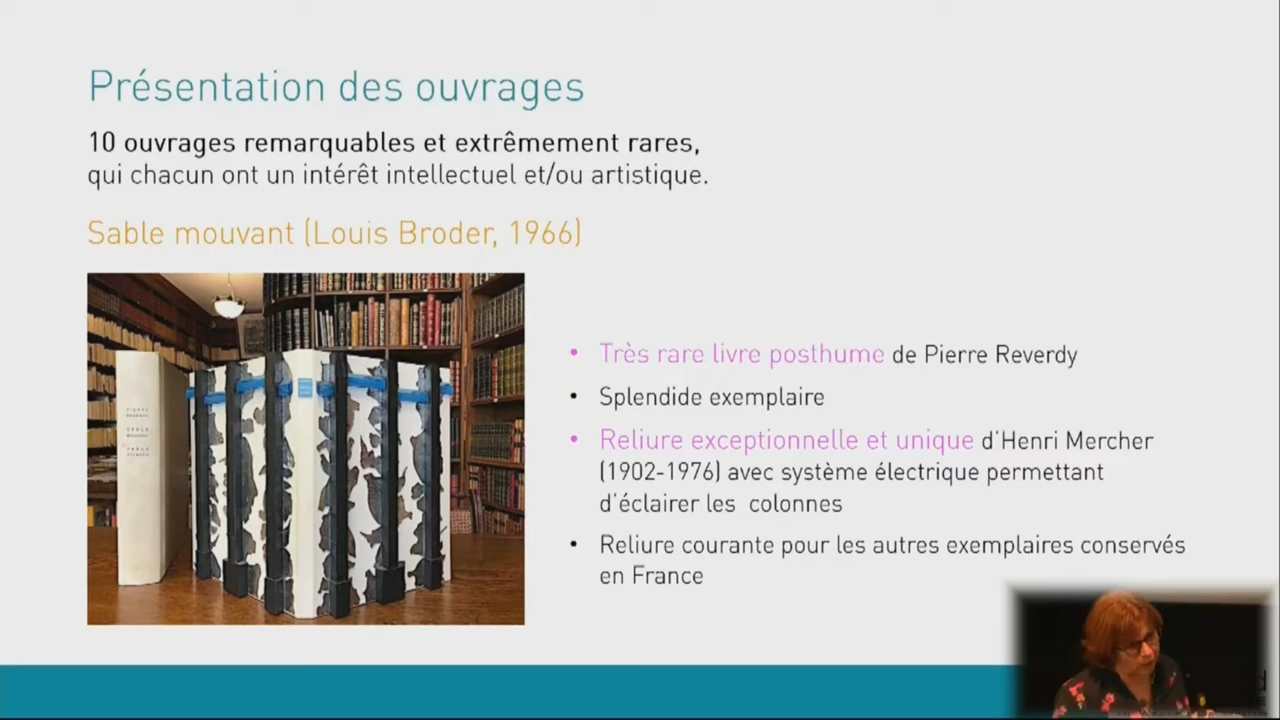 Présentation des ouvrages
10 ouvrages remarquables et extrêmement rares,
qui chacun ont un intérêt intellectuel et/ou artistique.
Sable mouvant (Louis Broder, 1966)
• Très rare livre posthume de Pierre Reverdy
• Splendide exemplaire
• Reliure exceptionnelle et unique d'Henri Mercher
(1902-1976) avec système électrique permettant
d'éclairer les colonnes
• Reliure courante pour les autres exemplaires conservés
en France